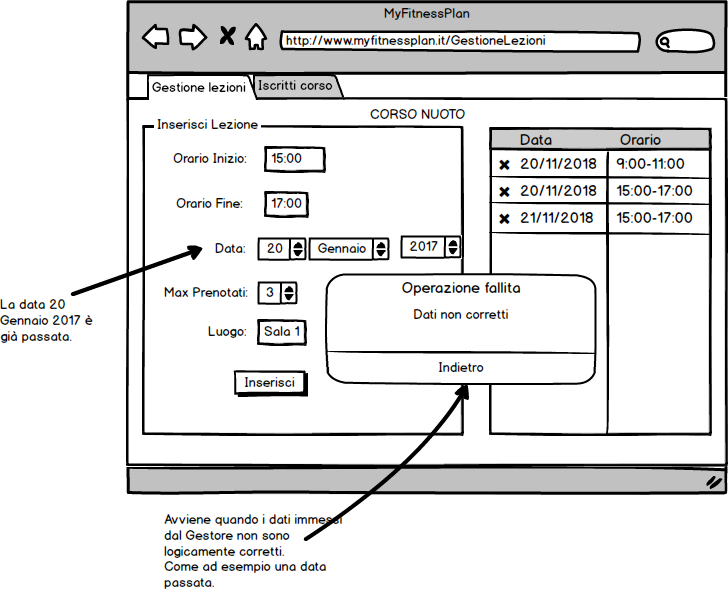 MyFitnessPlan
http://www.myfitnessplan.it/GestioneLezioni
Gestione lezioni
Iscritti corso
CORSO NUOTO
Inserisci Lezione
Orario Inizio: 15:00
Orario Fine: 17:00
Data: 20 Gennaio 2017
Max Prenotati: 3
Luogo: Sala 1
Inserisci
Data Orario
20/11/2018 9:00-11:00
20/11/2018 15:00-17:00
21/11/2018 15:00-17:00
Operazione fallita
Dati non corretti
Indietro
La data 20
Gennaio 2017 è
già passata.
Avviene quando i dati immessi
dal Gestore non sono
logicamente corretti.
Come ad esempio una data
passata.